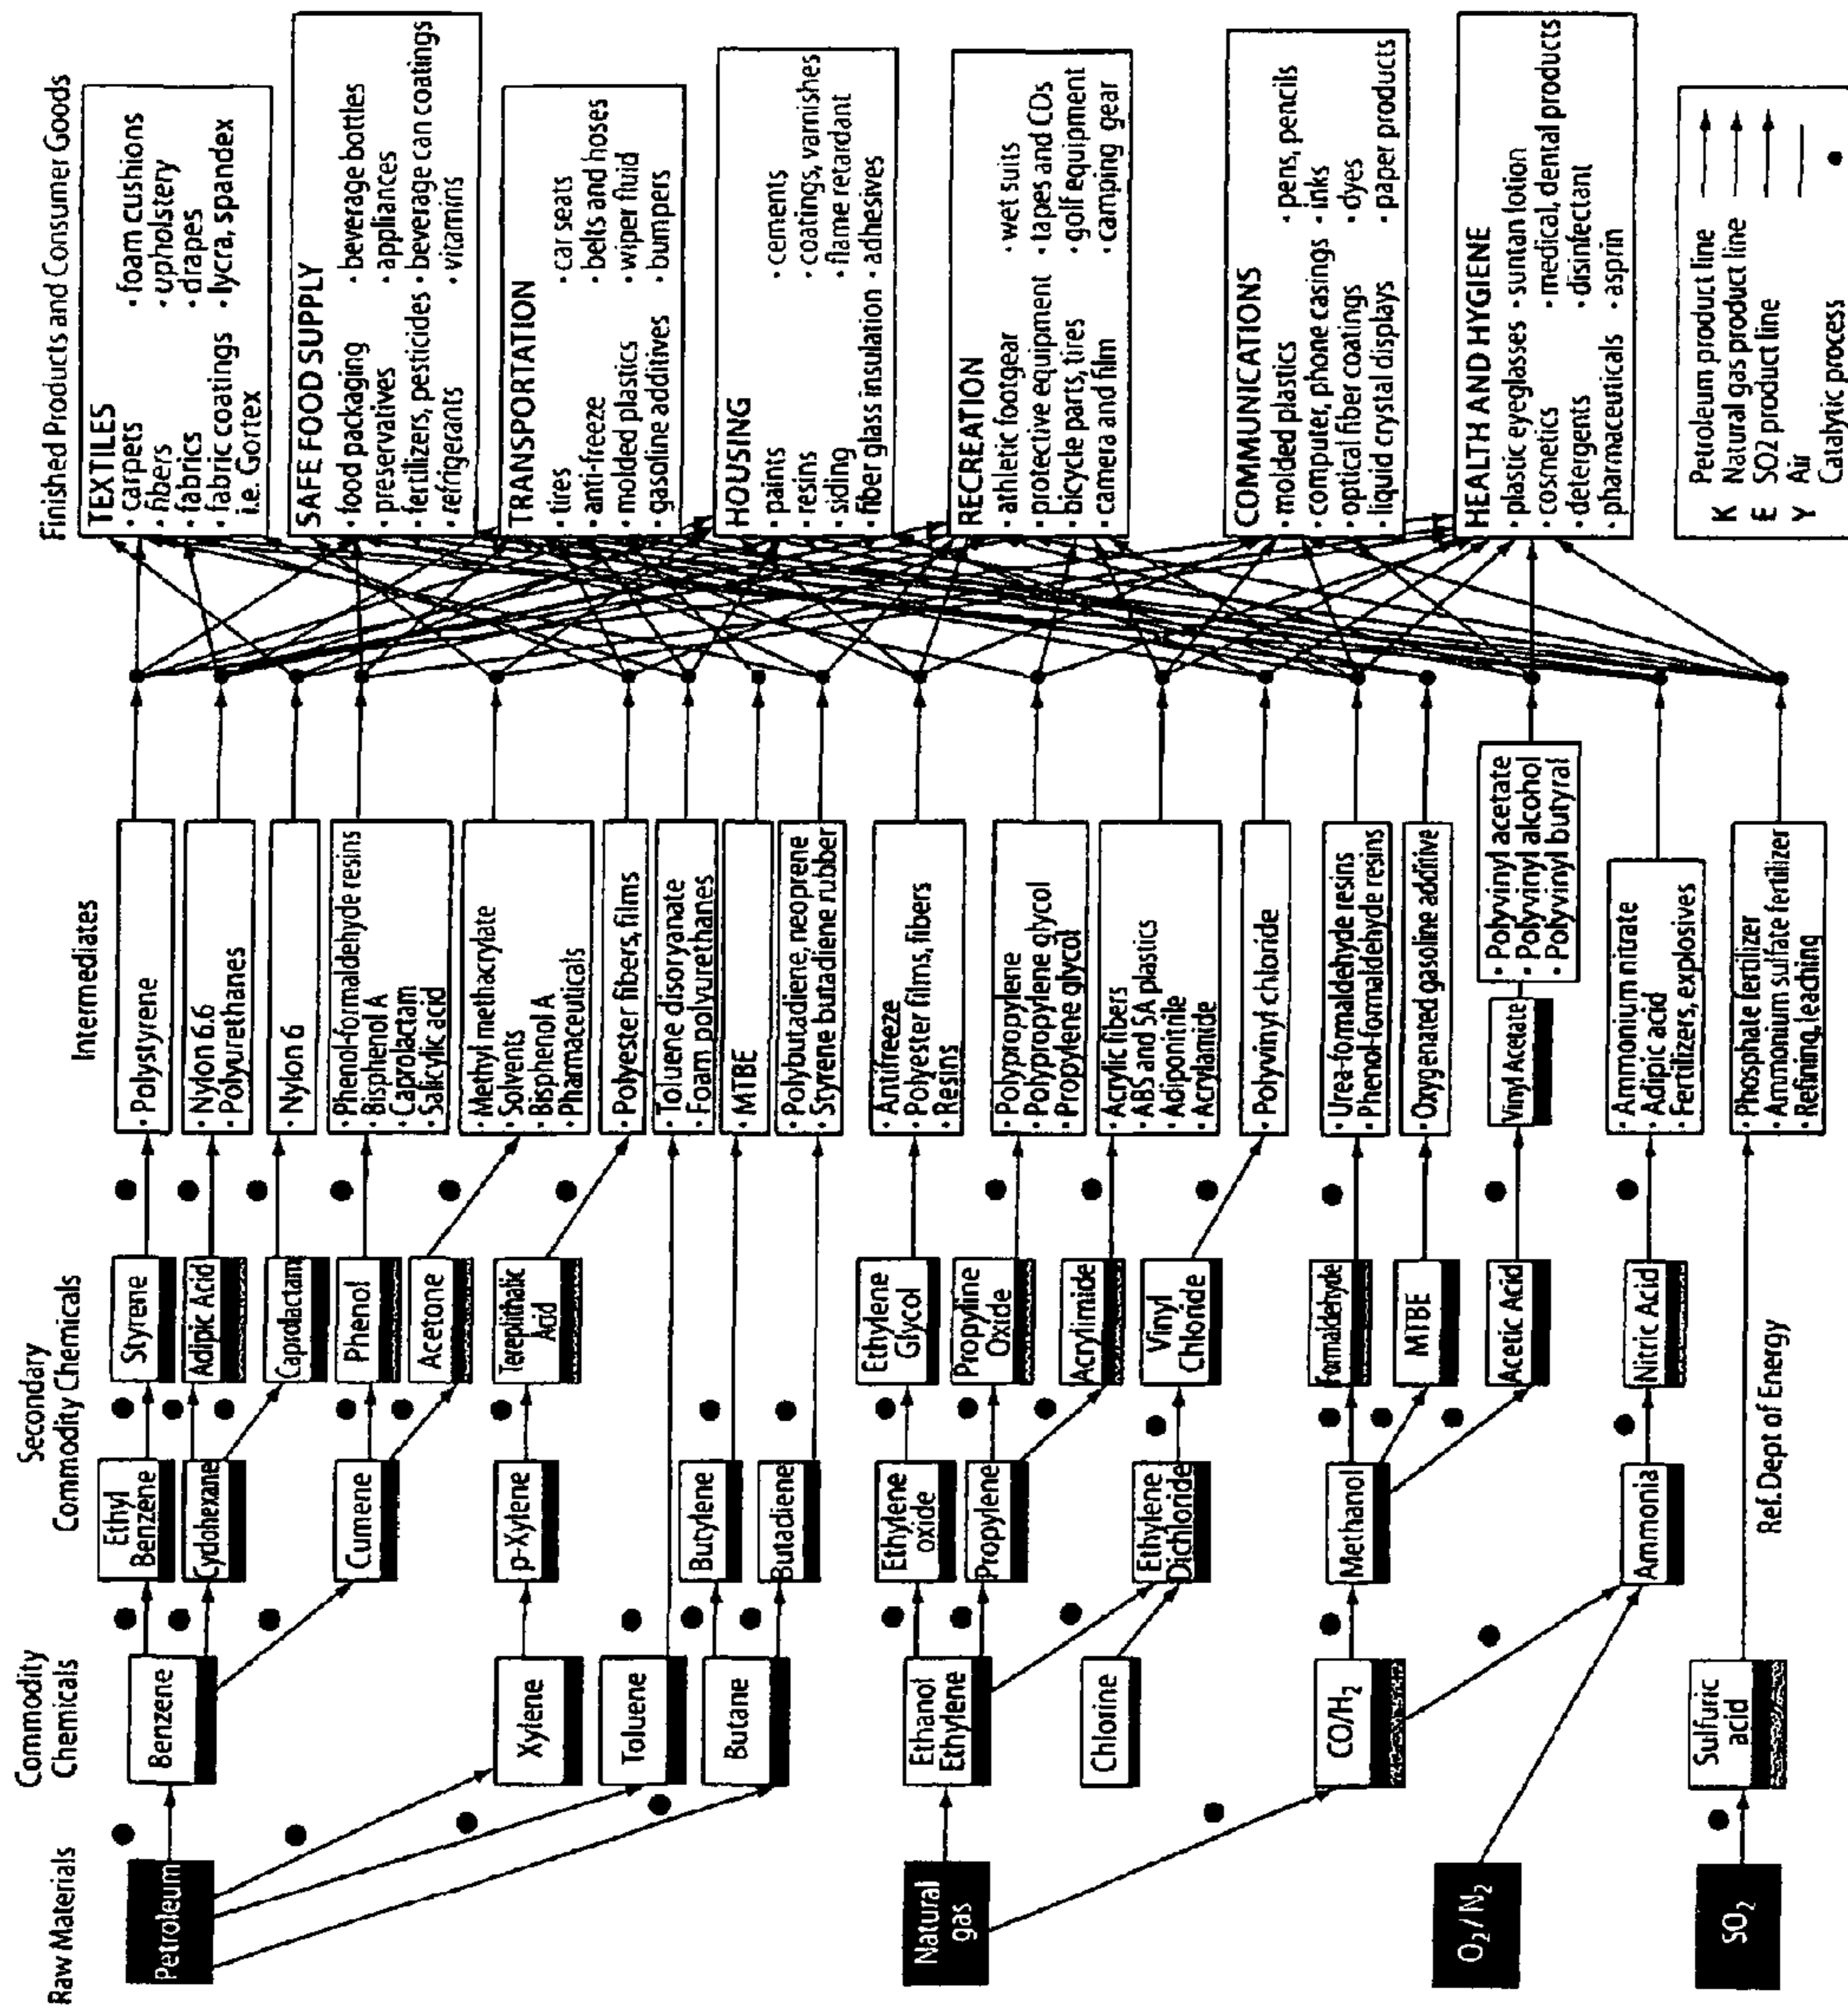 Raw Materials
Commodity
Chemicals
Secondary
Commodity Chemicals
Intermediates
Finished Products and Consumer Goods
Petroleum
Natural
gas
O2/N2
SO2
Benzene
Xylene
Toluene
Butane
Ethanol
Ethylene
Chlorine
CO/H2
Sulfuric
acid
Ethyl
Benzene
Cyclohexane
Cumene
p-Xylene
Butylene
Butadiene
Ethylene
oxide
Propylene
Ethylene
Dichloride
Methanol
Ammonia
Styrene
Adipic Acid
Caprolactam
Phenol
Acetone
Terepthatic
Acid
Ethylene
Glycol
Propyline
Oxide
Acrylimide
Vinyl
Chloride
Formaldehyde
MTBE
Acetic Acid
Nitric Acid
Vinyl Acetate
• Polystyrene
• Nylon 6.6
• Polyurethanes
• Nylon 6
• Phenol-formaldehyde resins
• Bisphenol A
• Caprolactam
• Salicylic acid
• Methyl methacrylate
• Solvents
• Bisphenol A
• Pharmaceuticals
• Polyester fibers, films
• Toluene disoryanate
• Foam polyurethanes
• MTBE
• Polybutadiene, neoprene
• Styrene butadiene rubber
• Antifreeze
• Polyester films, fibers
• Resins
• Polypropylene
• Polypropylene glycol
• Propylene glycol
• Acrylic fibers
• ABS and SA plastics
• Adiponitrile
• Acrylamide
• Polyvinyl chloride
• Urea-formaldehyde resins
• Phenol-formaldehyde resins
• Oxygenated gasoline additive
• Polyvinyl acetate
• Polyvinyl alcohol
• Polyvinyl butyral
• Ammonium nitrate
• Adipic acid
• Fertilizers, explosives
• Phosphate fertilizer
• Ammonium sulfate fertilizer
• Refining, leaching
TEXTILES
• carpets • foam cushions
• fibers • upholstery
• fabrics • drapes
• fabric coatings • lycra, spandex
i.e. Gortex
SAFE FOOD SUPPLY
• food packaging • beverage bottles
• preservatives • appliances
• fertilizers, pesticides • beverage can coatings
• refrigerants • vitamins
TRANSPORTATION
• tires • car seats
• anti-freeze • belts and hoses
• molded plastics • wiper fluid
• gasoline additives • bumpers
HOUSING
• paints • cements
• resins • coatings, varnishes
• siding • flame retardant
• fiber glass insulation • adhesives
RECREATION
• athletic footgear • wet suits
• protective equipment • tapes and CDs
• bicycle parts, tires • golf equipment
• camera and film • camping gear
COMMUNICATIONS
• molded plastics • pens, pencils
• computer, phone casings • inks
• optical fiber coatings • dyes
• liquid crystal displays • paper products
HEALTH AND HYGIENE
• plastic eyeglasses • suntan lotion
• cosmetics • medical, dental products
• detergents • disinfectant
• pharmaceuticals • asprin
K Petroleum product line
E Natural gas product line
Y SO2 product line
Air
Catalytic process
Ref. Dept of Energy